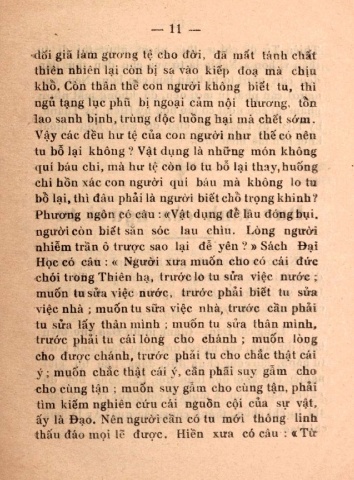 — 11 —
dối giã làm gương tệ cho đời, đã mất tánh chất
thiên nhiên lại còn bị sa vào kiếp đoạ mà chịu
khổ. Còn thân thể con người không biết tu, thì
ngủ tạng lục phũ bị ngoại cảm nội thương, tổn
lao sanh bịnh, trùng độc luồng hại mà chết sớm.
Vậy các đều hư tệ của con người như thế có nên
tu bổ lại không? Vật dụng là những món không
quí báu chi, mà hư tệ còn lo tu bổ lại thay, huống
chi hồn xác con người quí báu mà không lo tu
bổ lại, thì đâu phải là người biết chỗ trọng khinh?
Phương ngôn có câu: «Vật dụng để lâu đóng bụi,
người còn biết săn sóc lau chìu. Lòng người
nhiễm trần ô trược sao lại để yên?» Sách Đại
Học có câu: « Người xưa muốn cho có cái đức
chói trong Thiên hạ, trước lo tu sửa việc nước;
muốn tu sửa việc nước, trước phải biết tu sửa
việc nhà; muốn tu sửa việc nhà, trước cần phải
tu sửa lấy thân mình; muốn tu sửa thân mình,
trước phải tu cái lòng cho chánh; muốn lòng
cho được chánh, trước phải tu cho chắc thật cái
ý; muốn chắc thật cái ý, cần phải suy gẫm cho
cho cùng tận; muốn suy gẫm cho cùng tận, phải
tìm kiếm nghiên cứu cái nguồn cội của sự vật,
ấy là Đạo. Nên người cần có tu mới thông linh
thấu đáo mọi lẽ được. Hiền xưa có câu: «Từ